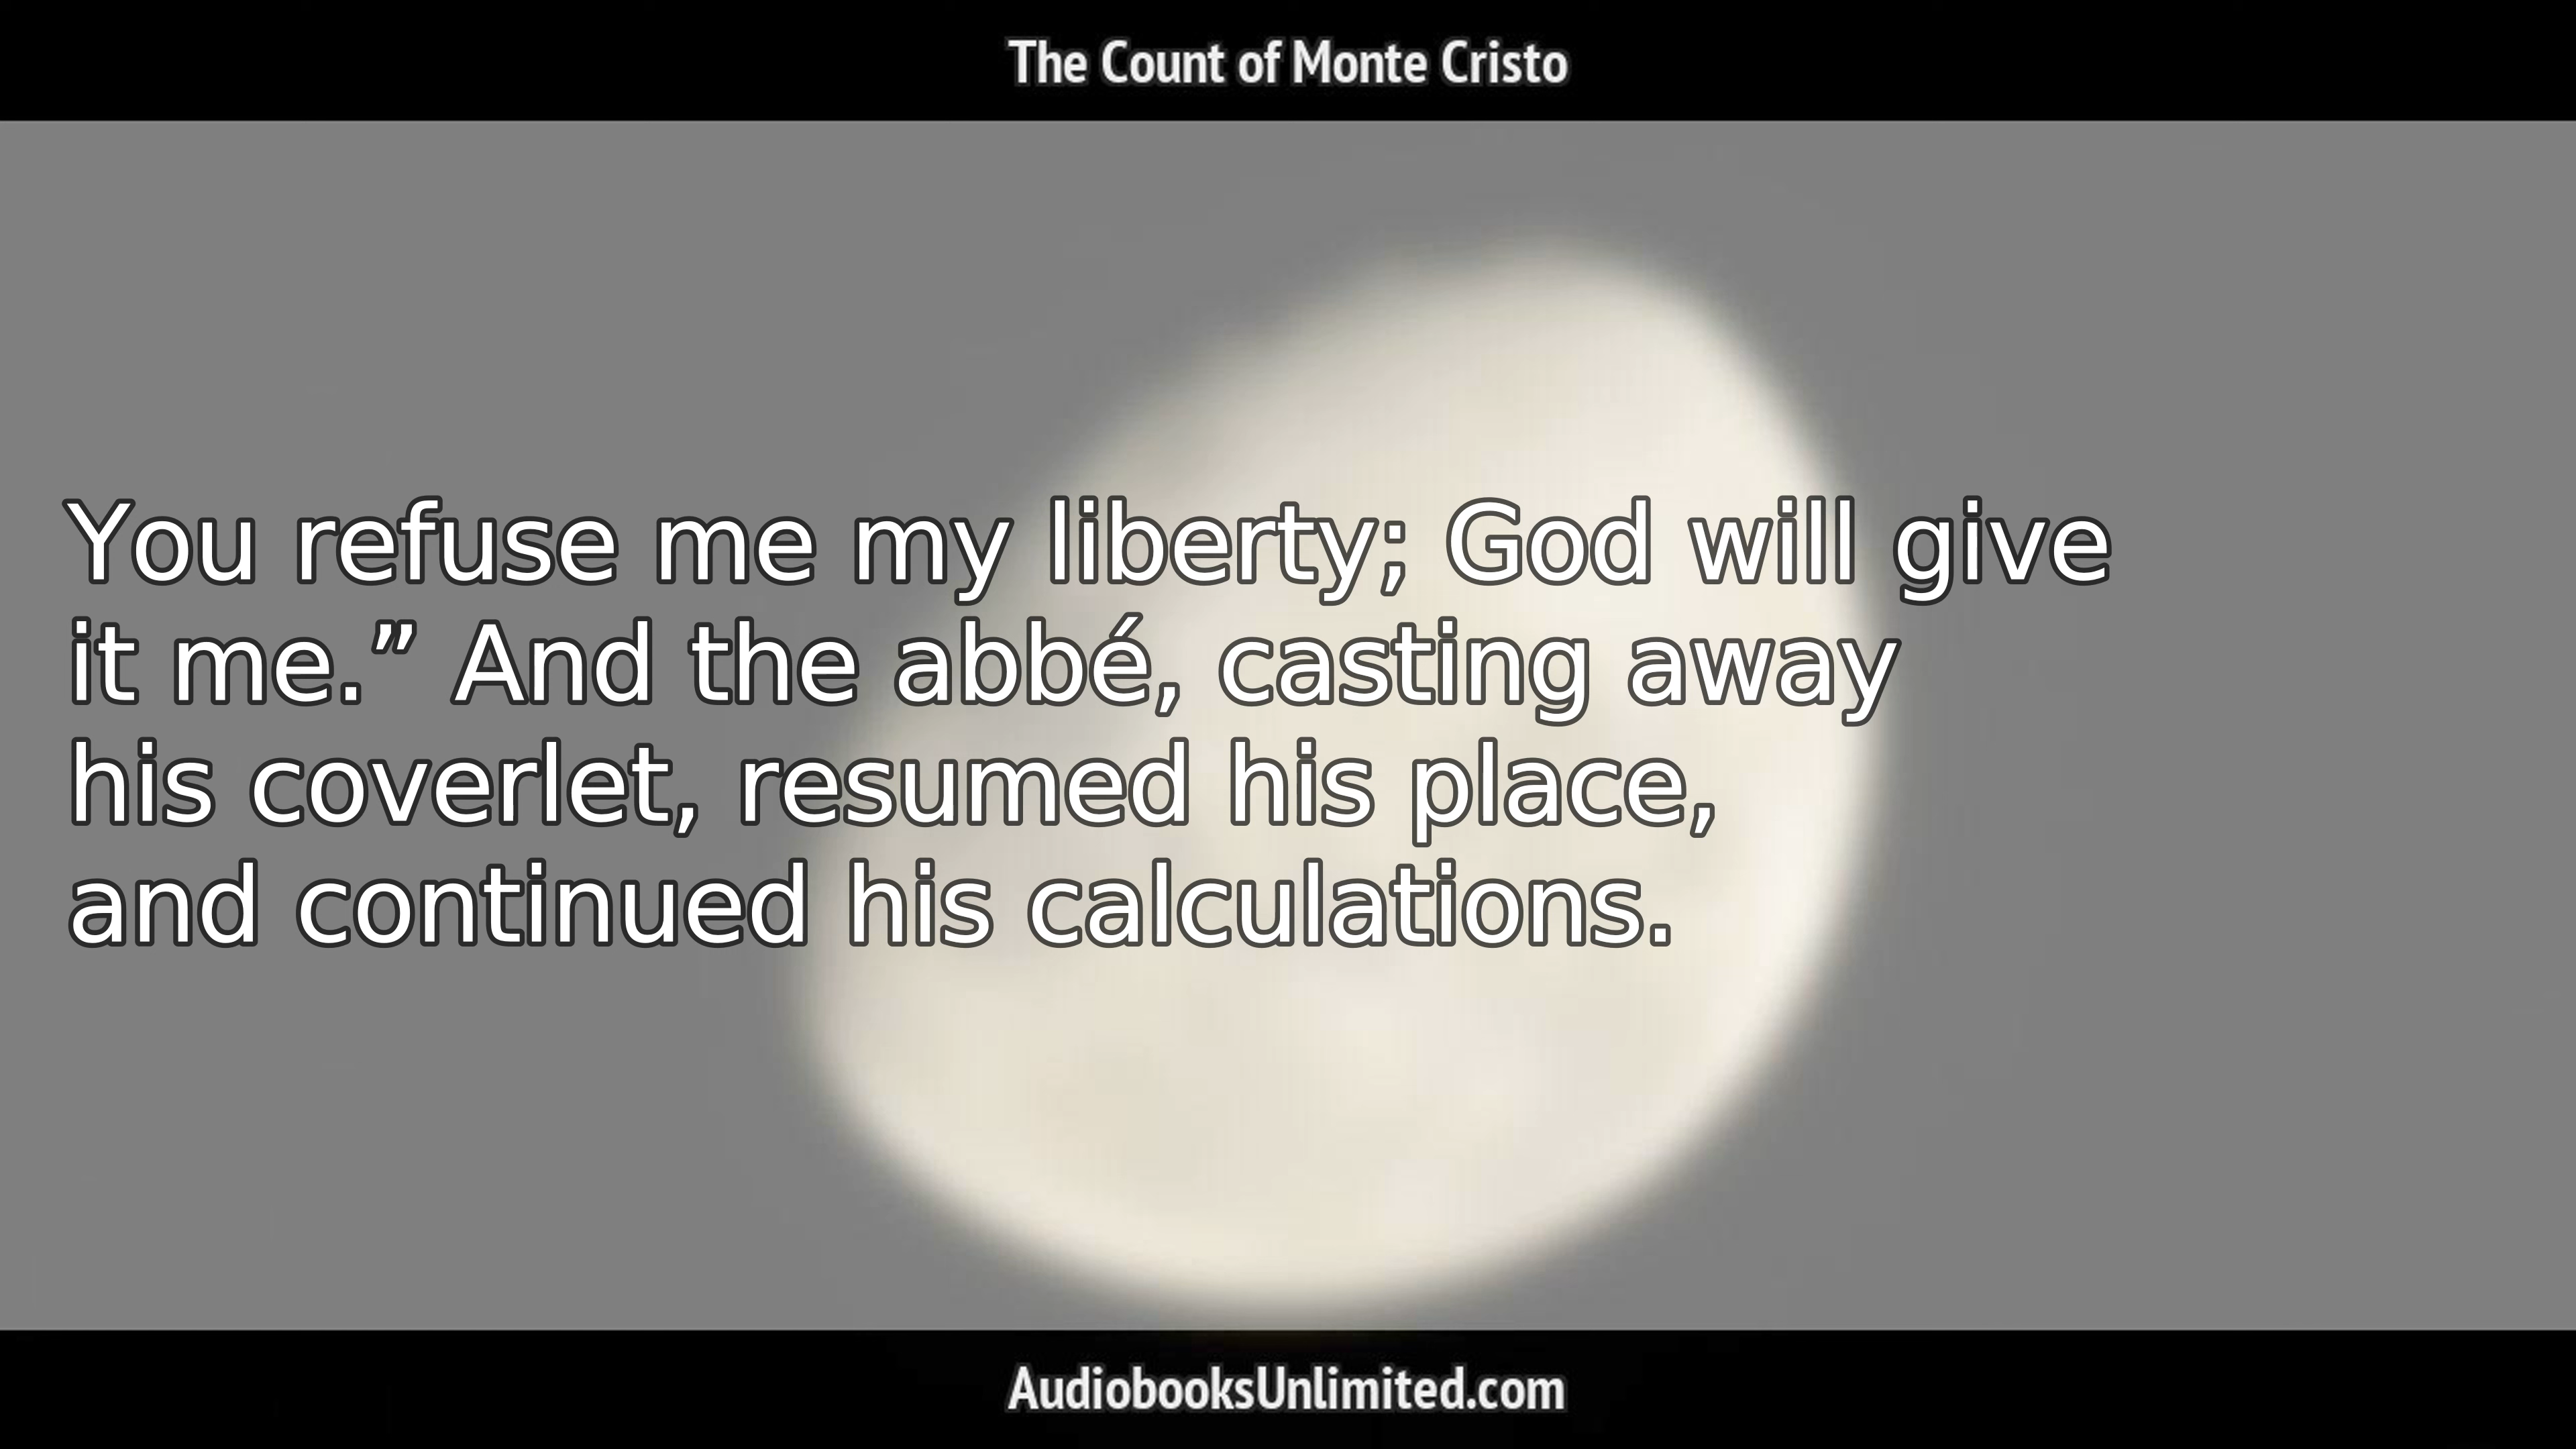 The Count of Monte Cristo
You refuse me my liberty; God will give
it me.” And the abbé, casting away
his coverlet, resumed his place,
and continued his calculations.
AudiobooksUnlimited.com